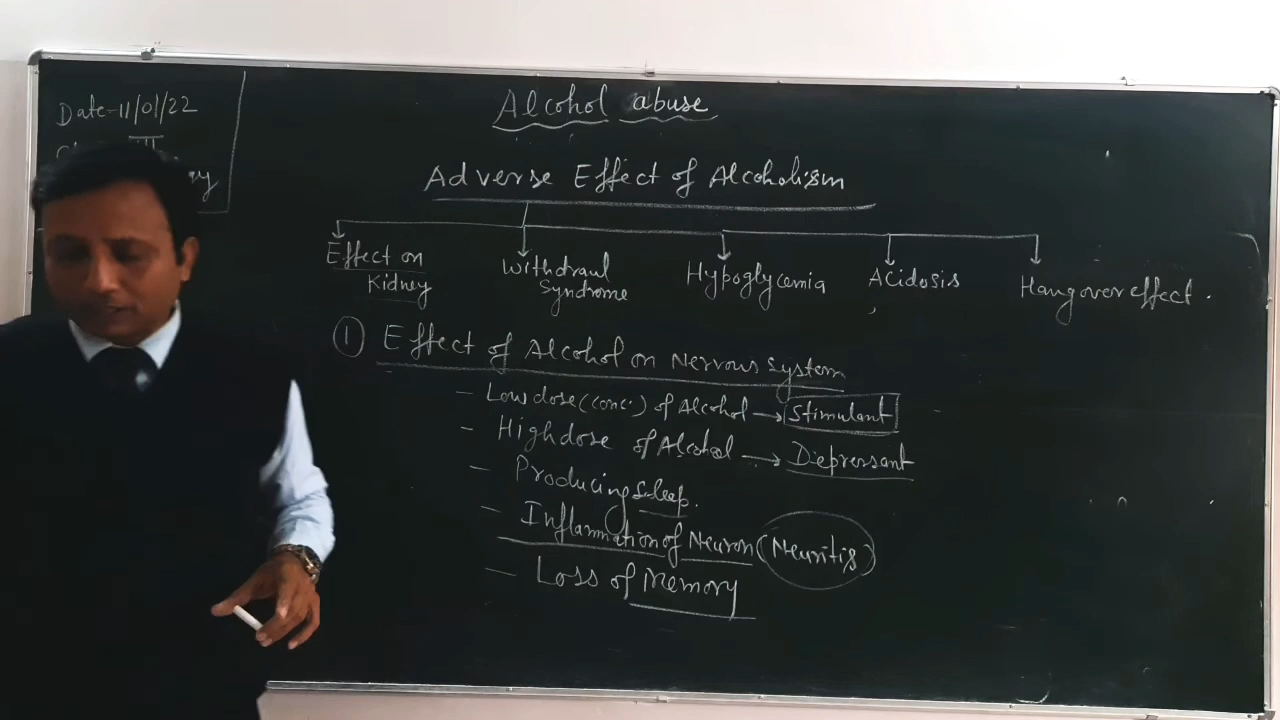 Date-11/01/22
III
Alcohol abuse
Adverse Effect of Alcoholism
Effect on
Kidney
Withdraul
Syndrome
Hypoglycemia
Acidosis
Hangover effect.
① Effect of Alcohol on Nervous System
- Low dose (conc.) of Alcohol → Stimulant
- High dose of Alcohol → Depressant
- Producing Sleep.
- Inflammation of Neuron (Neuritis)
- Loss of Memory